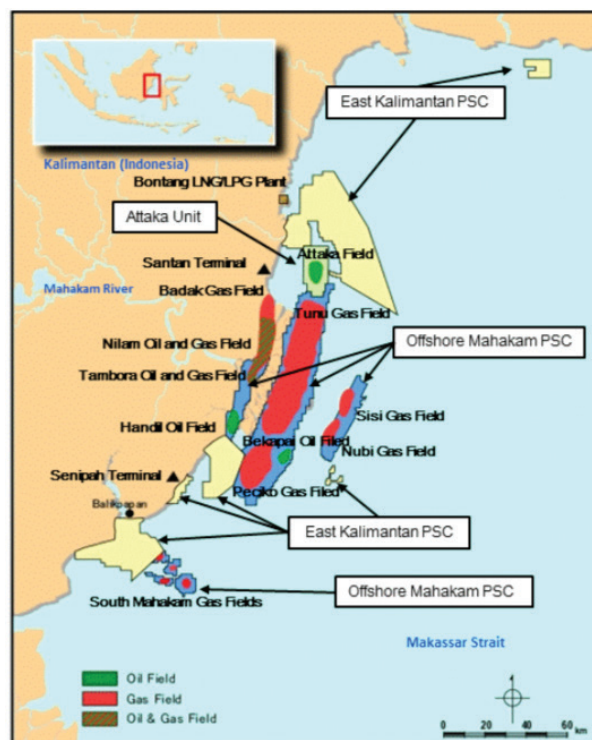 East Kalimantan PSC
Kalimantan (Indonesia)
Bontang LNG/LPG Plant
Attaka Unit
Attaka Field
Santan Terminal
Mahakam River
Badak Gas Field
Tunu Gas Field
Nilam Oil and Gas Field
Offshore Mahakam PSC
Tambora Oil and Gas Field
Sisi Gas Field
Handil Oil Field
Bekapai Oil Filed
Nubi Gas Field
Senipah Terminal
Peciko Gas Filed
Balikpapan
East Kalimantan PSC
Offshore Mahakam PSC
South Mahakam Gas Fields
Makassar Strait
Oil Field
Gas Field
Oil & Gas Field
0 20 40 60
km